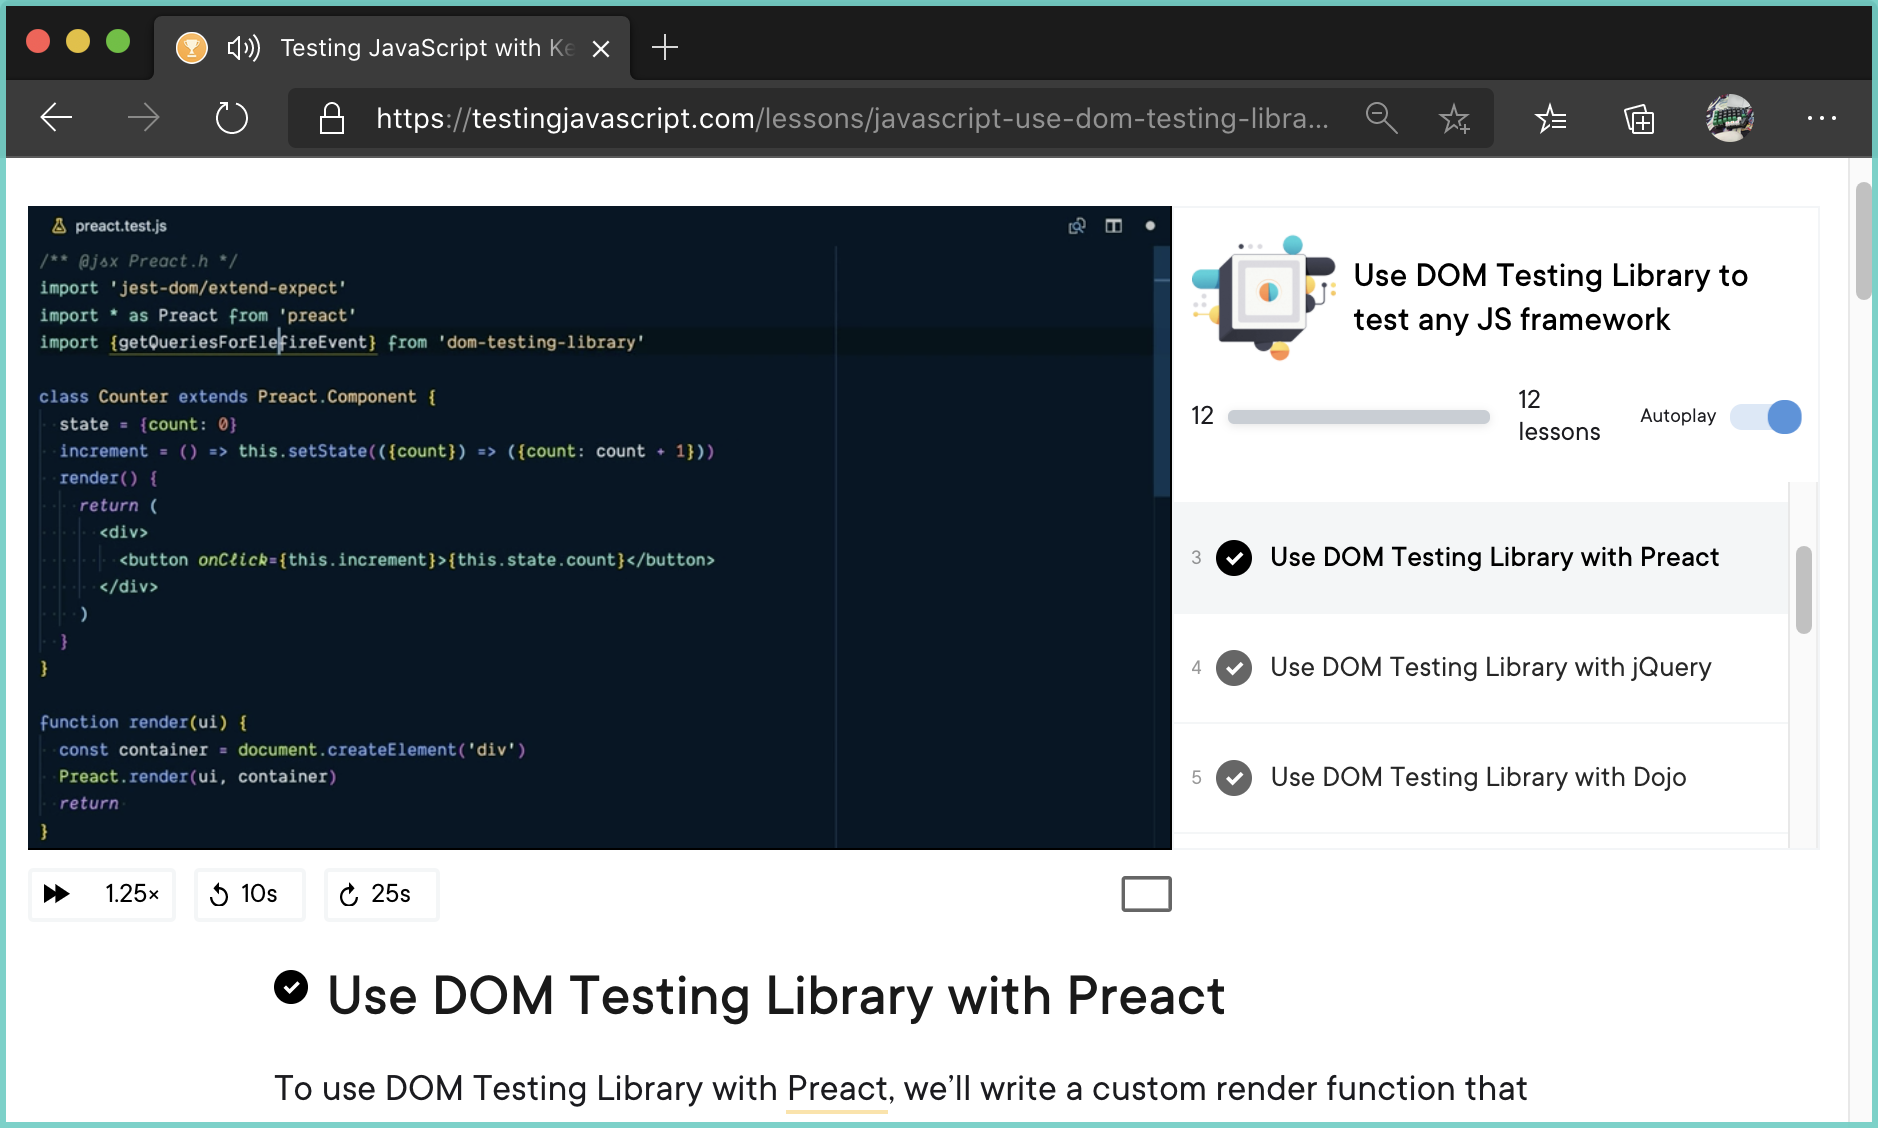 Testing JavaScript with Ke
https://testingjavascript.com/lessons/javascript-use-dom-testing-libra...
preact.test.js
/** @jsx Preact.h */
import 'jest-dom/extend-expect'
import * as Preact from 'preact'
import {getQueriesForElefireEvent} from 'dom-testing-library'
class Counter extends Preact.Component {
state = {count: 0}
increment = () => this.setState(({count}) => ({count: count + 1}))
render() {
return (
<div>
<button onClick={this.increment}>{this.state.count}</button>
</div>
)
}
}
function render(ui) {
const container = document.createElement('div')
Preact.render(ui, container)
return
}
Use DOM Testing Library to
test any JS framework
12
12
lessons
Autoplay
3 Use DOM Testing Library with Preact
4 Use DOM Testing Library with jQuery
5 Use DOM Testing Library with Dojo
1.25×
10s
25s
Use DOM Testing Library with Preact
To use DOM Testing Library with Preact, we’ll write a custom render function that